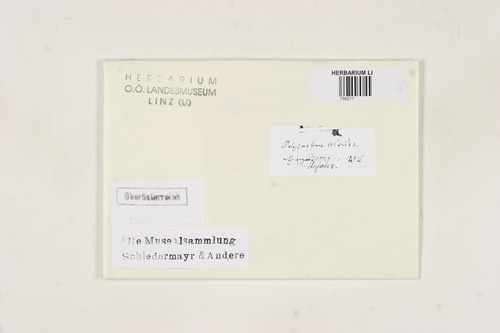 HERBARIUM
O.Ö. LANDESMUSEUM
LINZ (LI)
HERBARIUM LI
Oberösterreich
Alte Musealsammlung
Schiedermayr & Andere